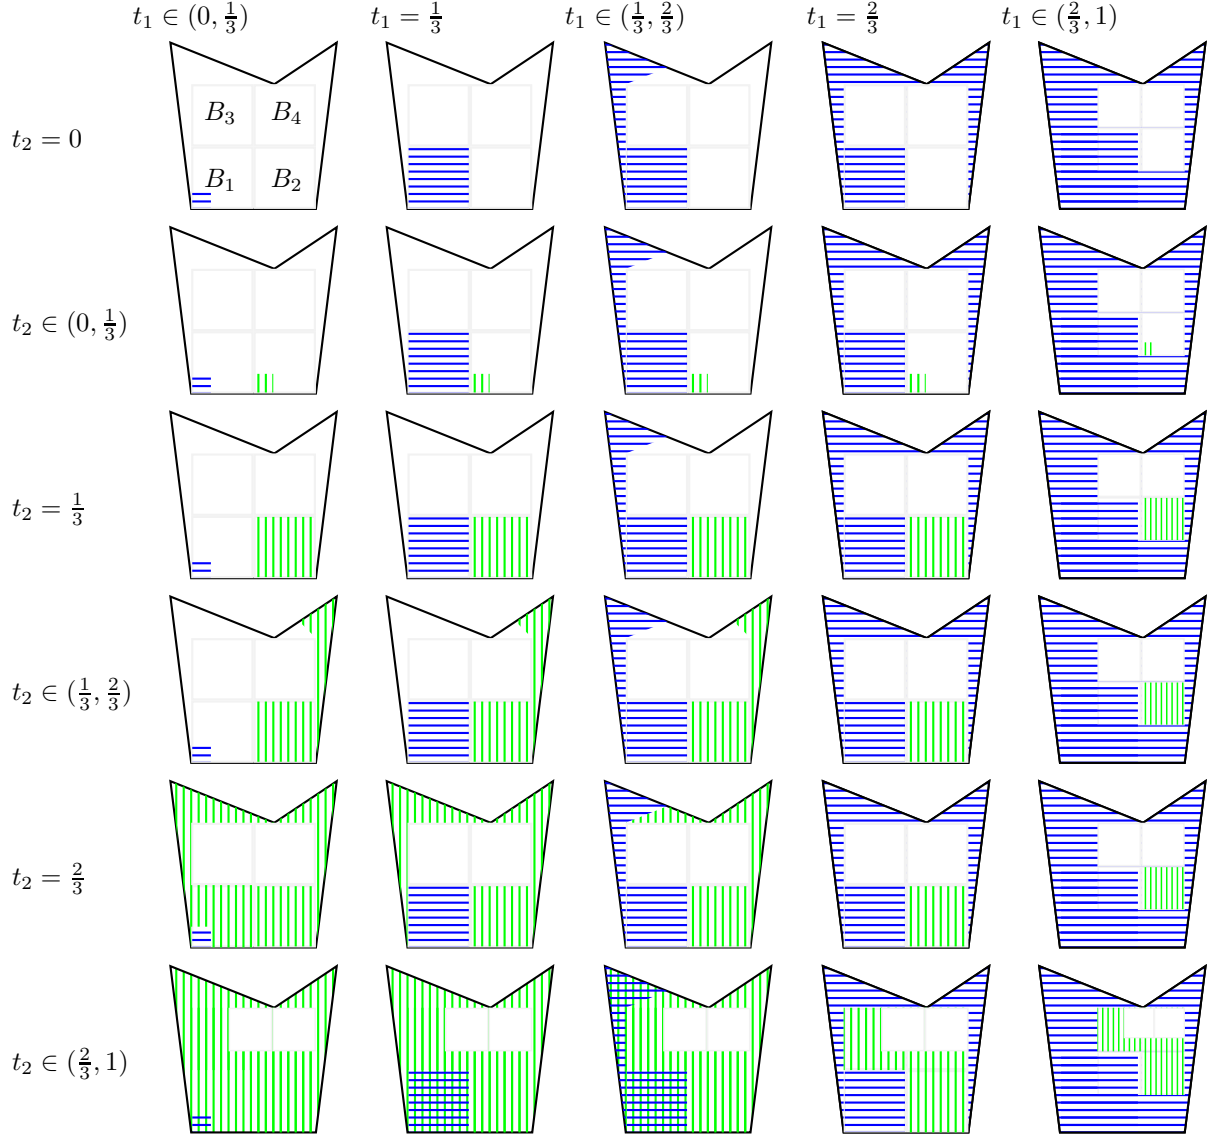 t₁ ∈ (0, 1/3) t₁ = 1/3 t₁ ∈ (1/3, 2/3) t₁ = 2/3 t₁ ∈ (2/3, 1)
B₃ B₄
t₂ = 0
B₁ B₂
t₂ ∈ (0, 1/3)
t₂ = 1/3
t₂ ∈ (1/3, 2/3)
t₂ = 2/3
t₂ ∈ (2/3, 1)